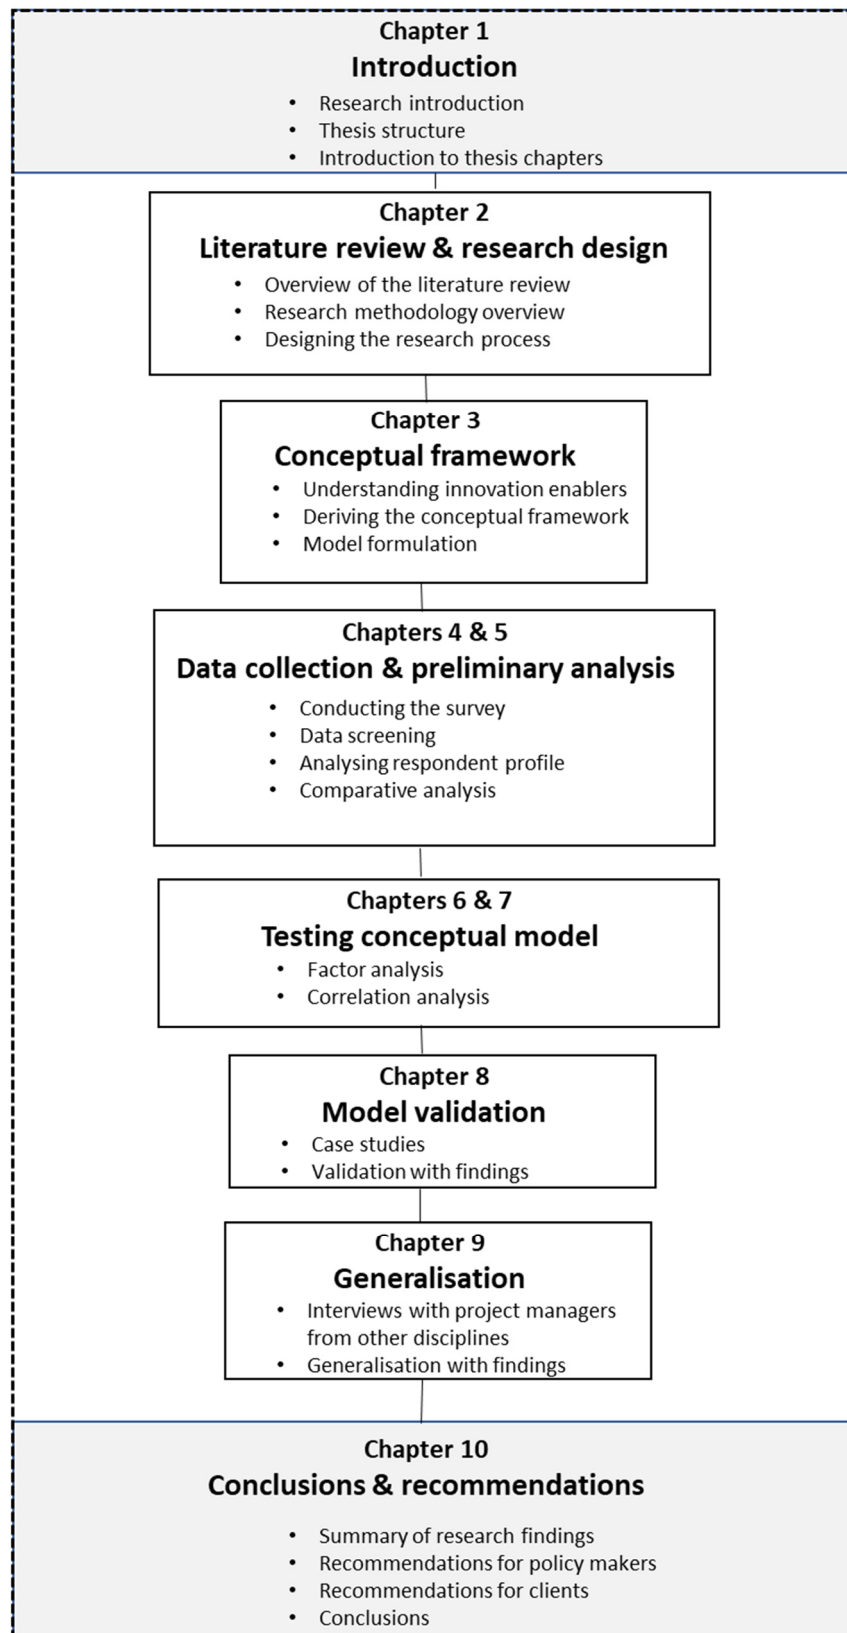 Chapter 1
Introduction
• Research introduction
• Thesis structure
• Introduction to thesis chapters
Chapter 2
Literature review & research design
• Overview of the literature review
• Research methodology overview
• Designing the research process
Chapter 3
Conceptual framework
• Understanding innovation enablers
• Deriving the conceptual framework
• Model formulation
Chapters 4 & 5
Data collection & preliminary analysis
• Conducting the survey
• Data screening
• Analysing respondent profile
• Comparative analysis
Chapters 6 & 7
Testing conceptual model
• Factor analysis
• Correlation analysis
Chapter 8
Model validation
• Case studies
• Validation with findings
Chapter 9
Generalisation
• Interviews with project managers
from other disciplines
• Generalisation with findings
Chapter 10
Conclusions & recommendations
• Summary of research findings
• Recommendations for policy makers
• Recommendations for clients
• Conclusions